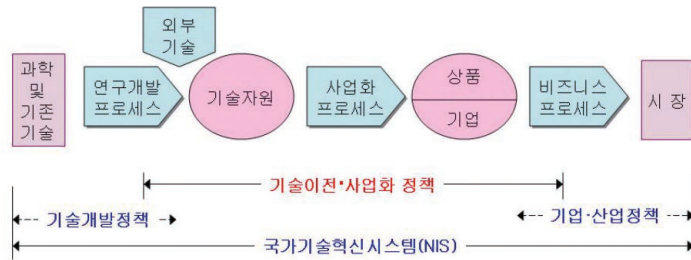 외부
기술
과학
및
기존
기술
연구개발
프로세스
기술자원
사업화
프로세스
상품
기업
비즈니스
프로세스
시 장
기술이전·사업화 정책
기술개발정책
기업·산업정책
국가기술혁신시스템(NIS)